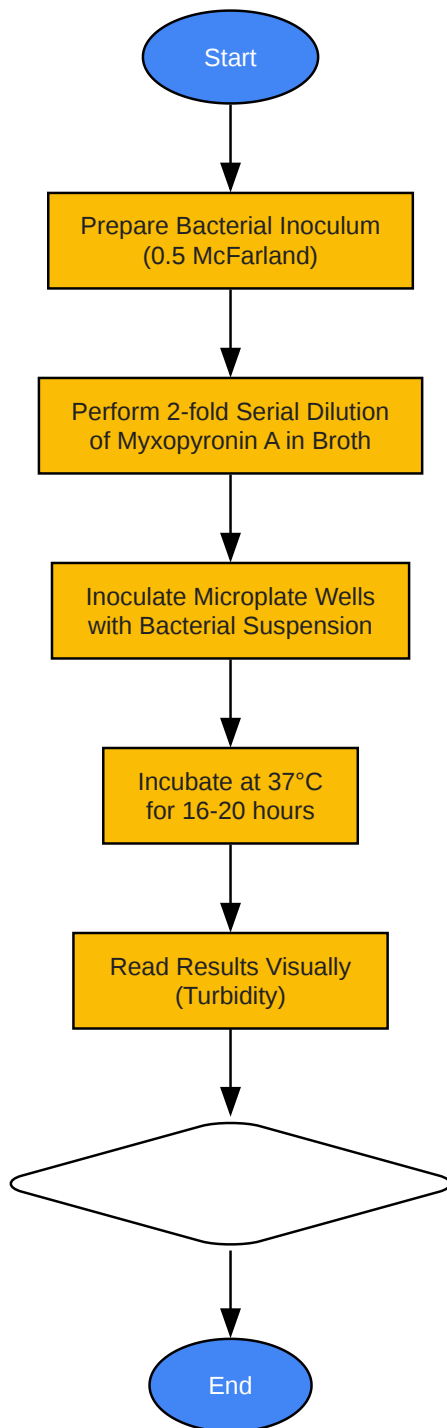 Start
Prepare Bacterial Inoculum
(0.5 McFarland)
Perform 2-fold Serial Dilution
of Myxopyronin A in Broth
Inoculate Microplate Wells
with Bacterial Suspension
Incubate at 37°C
for 16-20 hours
Read Results Visually
(Turbidity)
End